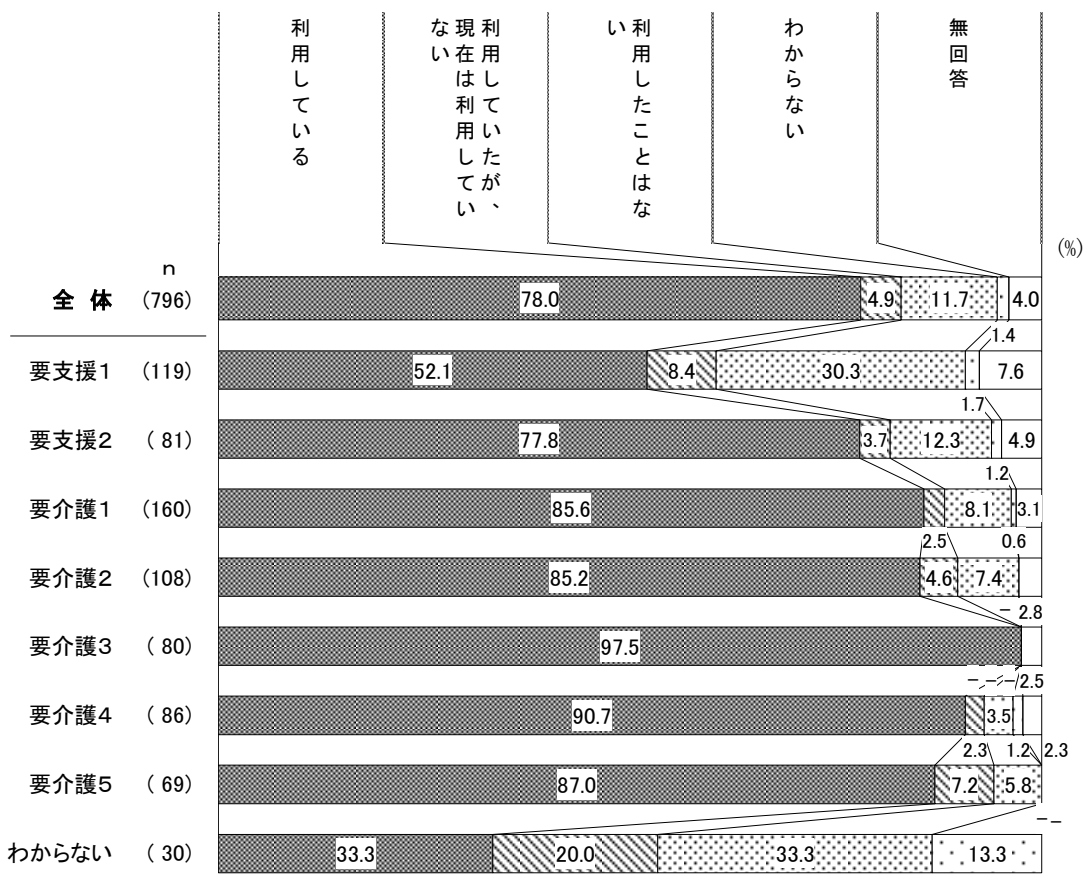 利用している
利用していたが、
現在は利用してい
ない
利用したことはな
い
わからない
無回答
(%)
n
全 体 (796) 78.0 4.9 11.7 4.0
1.4
要支援1 (119) 52.1 8.4 30.3 7.6
1.7
要支援2 ( 81) 77.8 3.7 12.3 4.9
1.2
要介護1 (160) 85.6 8.1 3.1
2.5 0.6
要介護2 (108) 85.2 4.6 7.4
− 2.8
要介護3 ( 80) 97.5
− − − 2.5
要介護4 ( 86) 90.7 3.5
2.3 1.2 2.3
要介護5 ( 69) 87.0 7.2 5.8
− −
わからない ( 30) 33.3 20.0 33.3 13.3